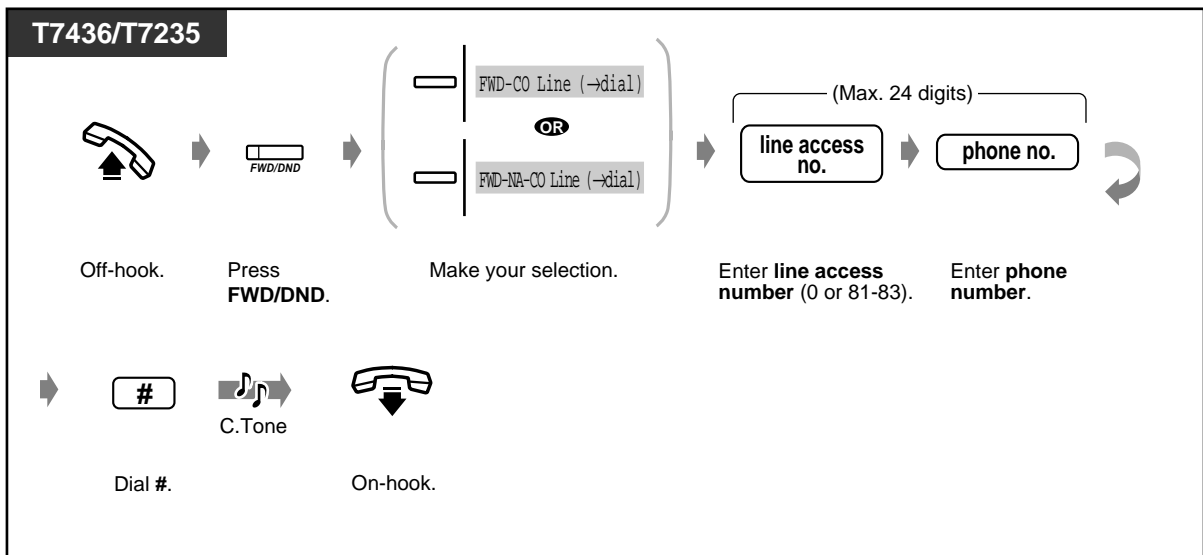 T7436/T7235
FWD-CO Line (→dial)
OR
FWD-NA-CO Line (→dial)
FWD/DND
(Max. 24 digits)
line access
no.
phone no.
Off-hook.
Press
FWD/DND.
Make your selection.
Enter line access
number (0 or 81-83).
Enter phone
number.
#
C.Tone
Dial #.
On-hook.